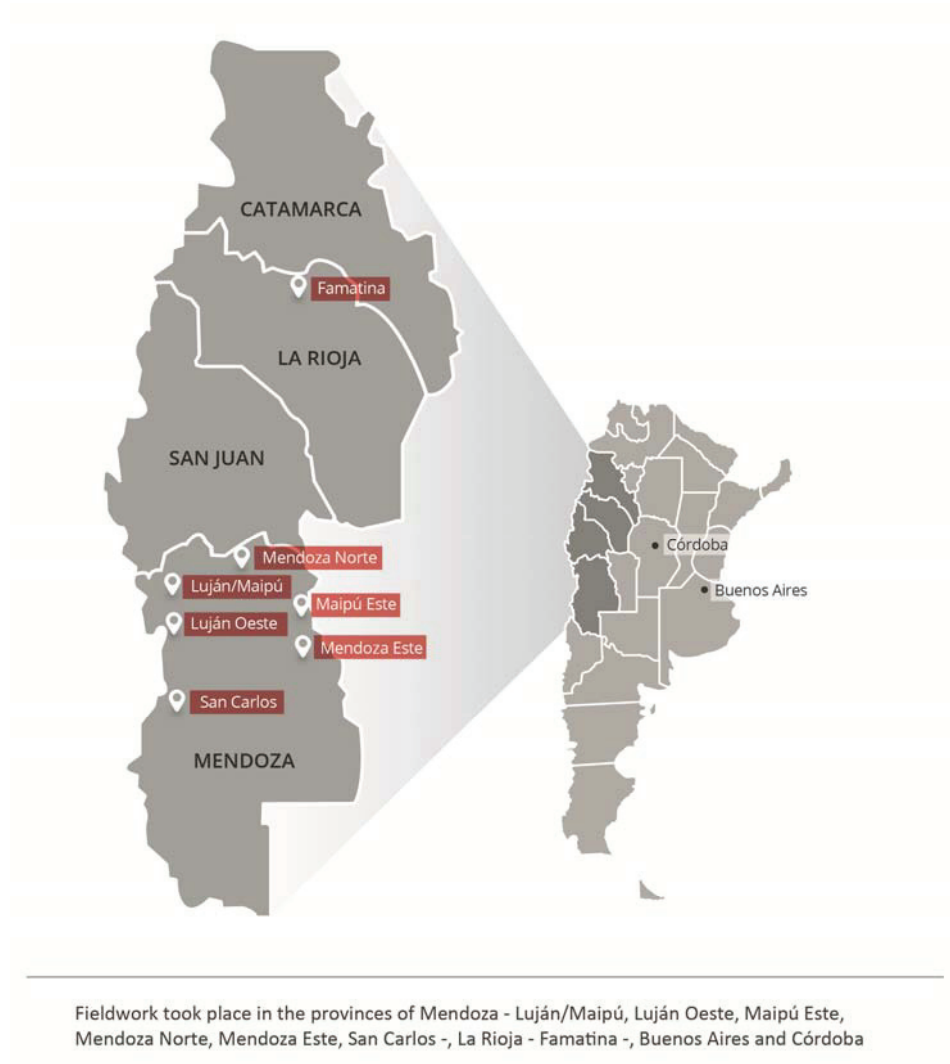 CATAMARCA
Famatina
LA RIOJA
SAN JUAN
Mendoza Norte
Luján/Maipú
Maipú Este
Luján Oeste
Mendoza Este
San Carlos
MENDOZA
Córdoba
Buenos Aires
Fieldwork took place in the provinces of Mendoza - Luján/Maipú, Luján Oeste, Maipú Este,
Mendoza Norte, Mendoza Este, San Carlos -, La Rioja - Famatina -, Buenos Aires and Córdoba